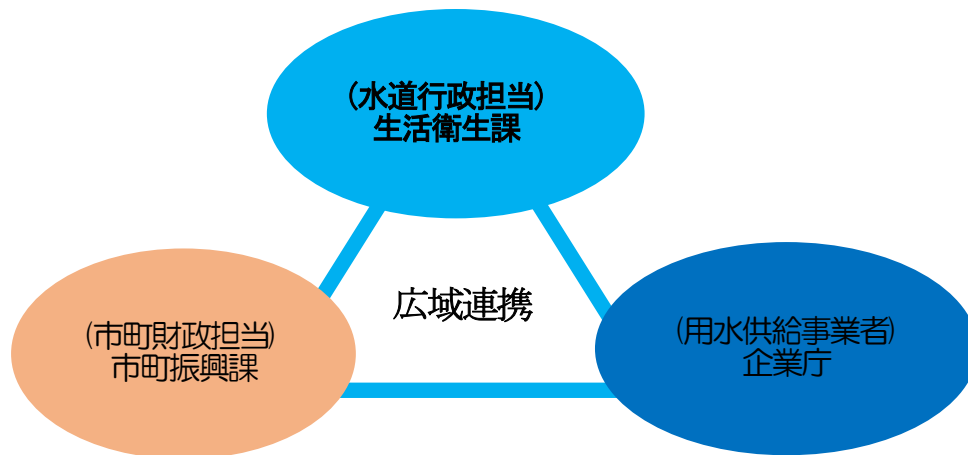 (水道行政担当)
生活衛生課
広域連携
(市町財政担当)
市町振興課
(用水供給事業者)
企業庁